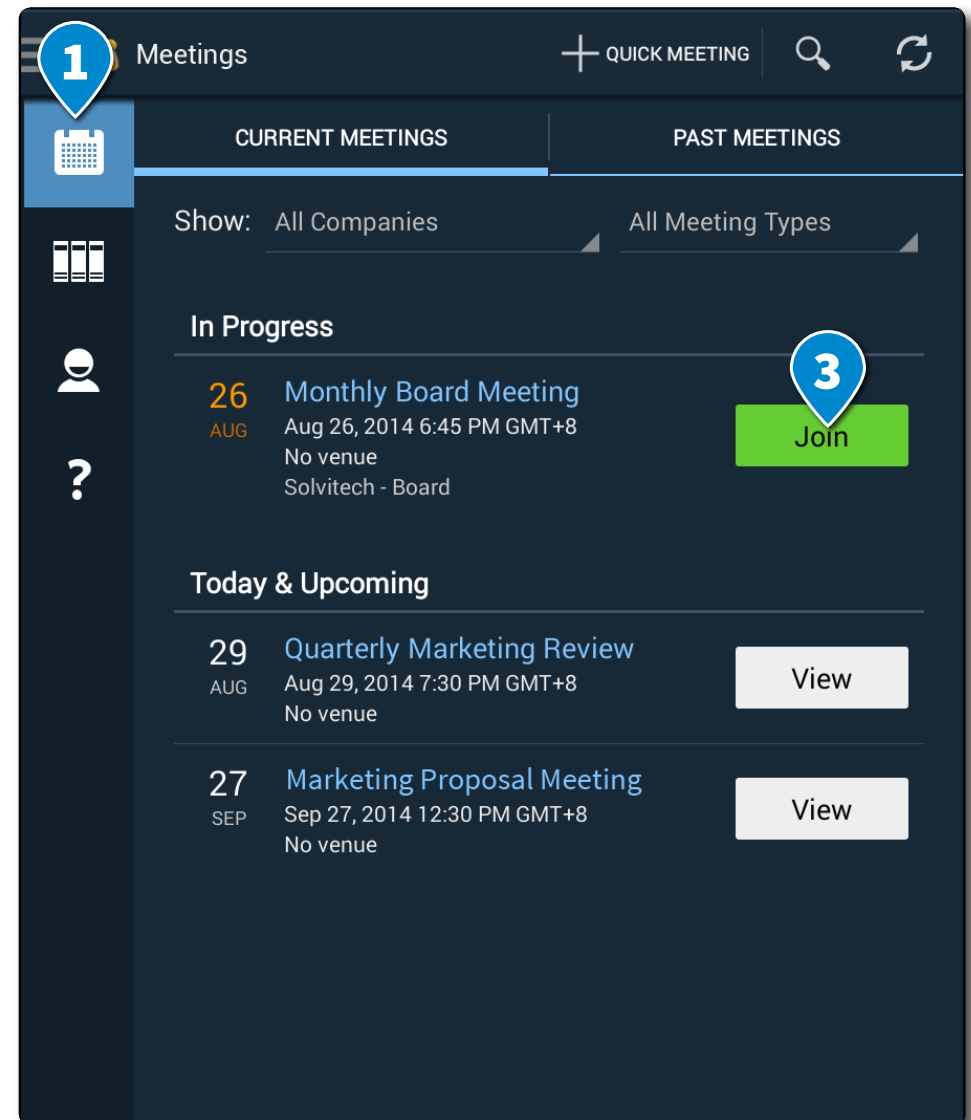 1
Meetings
QUICK MEETING
CURRENT MEETINGS
PAST MEETINGS
Show:
All Companies
All Meeting Types
In Progress
26
AUG
Monthly Board Meeting
Aug 26, 2014 6:45 PM GMT+8
No venue
Solvitech - Board
3
Join
Today & Upcoming
29
AUG
Quarterly Marketing Review
Aug 29, 2014 7:30 PM GMT+8
No venue
View
27
SEP
Marketing Proposal Meeting
Sep 27, 2014 12:30 PM GMT+8
No venue
View
?